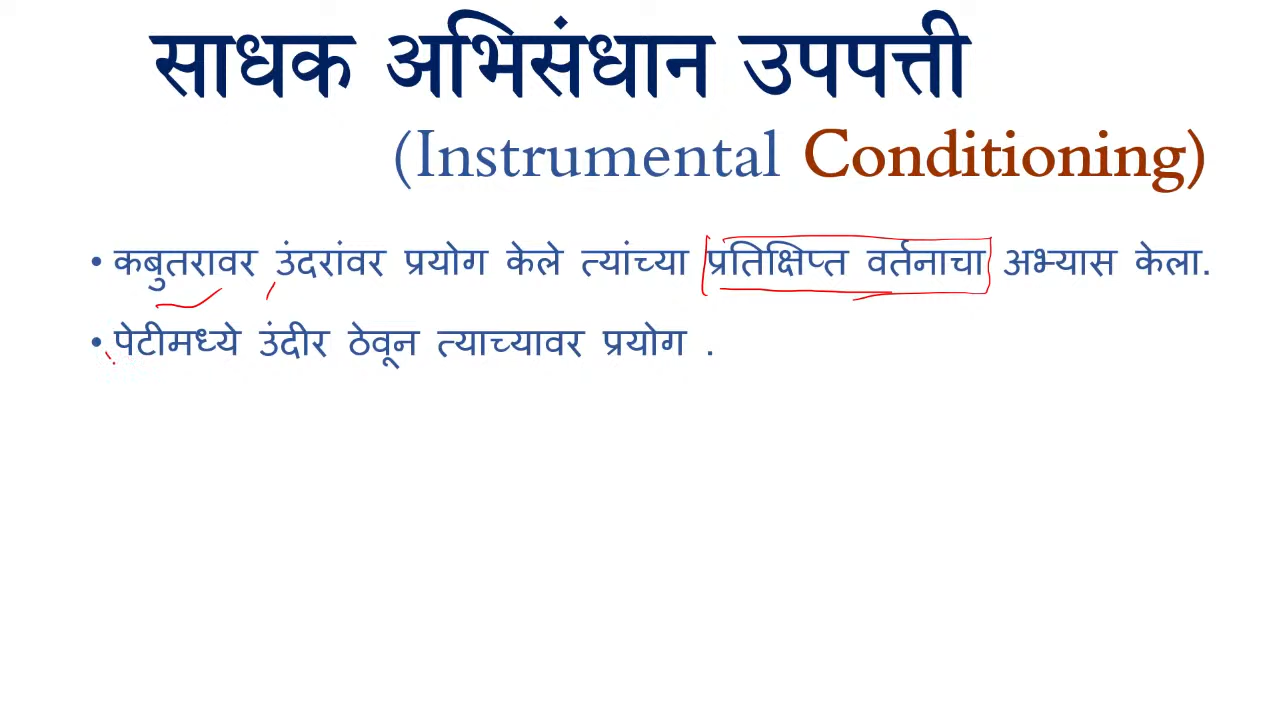 साधक अभिसंधान उपपत्ती
(Instrumental Conditioning)
• कबुतरावर उंदरांवर प्रयोग केले त्यांच्या प्रतिक्षिप्त वर्तनाचा अभ्यास केला.
• पेटीमध्ये उंदीर ठेवून त्याच्यावर प्रयोग .